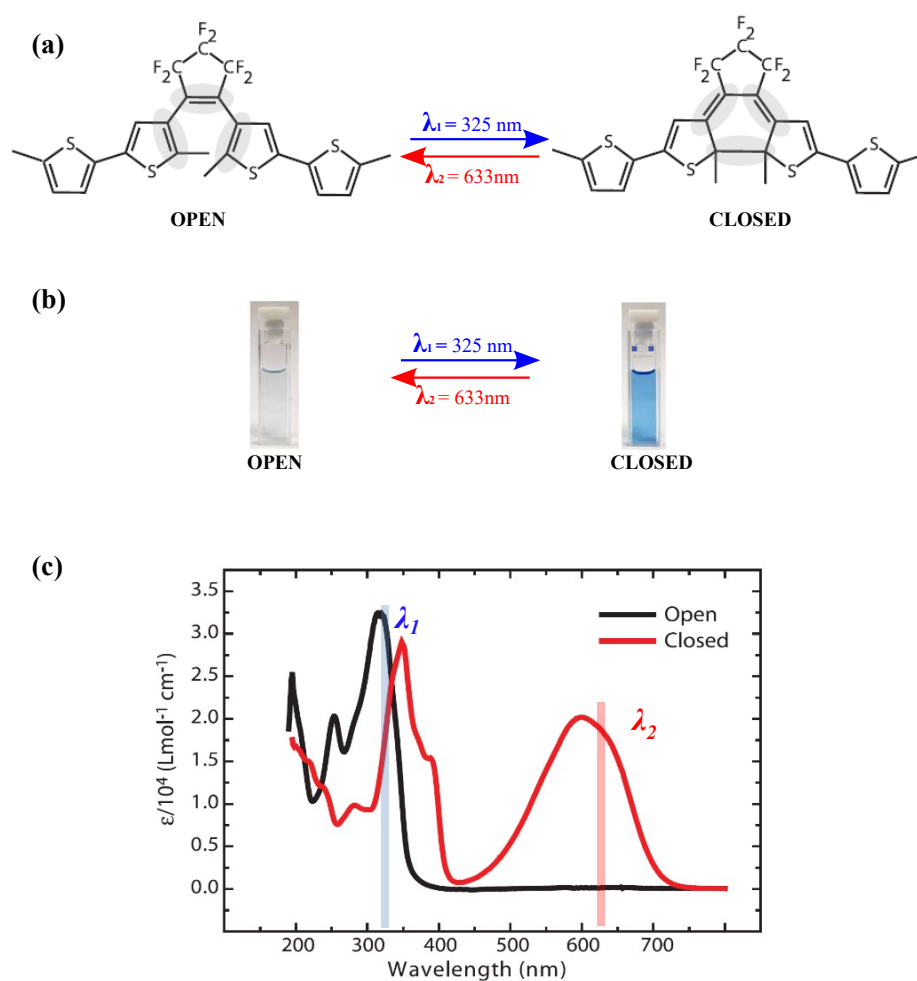 (a)
F₂
C
F₂C CF₂
S S S S
OPEN
λ₁ = 325 nm
λ₂ = 633nm
F₂
C
F₂C CF₂
S S S S
CLOSED
(b)
OPEN
λ₁ = 325 nm
λ₂ = 633nm
CLOSED
(c)
ε/10⁴ (Lmol⁻¹ cm⁻¹)
3.5
3.0
2.5
2.0
1.5
1.0
0.5
0.0
λ₁
Open
Closed
λ₂
200 300 400 500 600 700
Wavelength (nm)